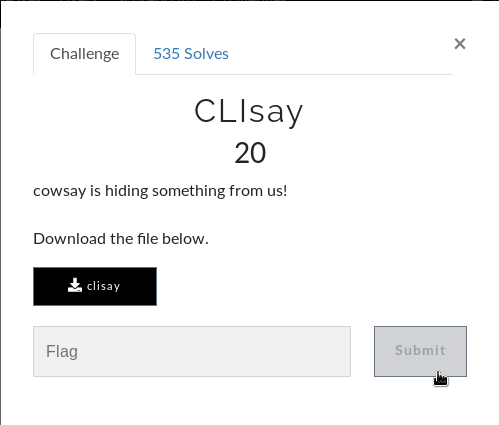 Challenge
535 Solves
×
CLIsay
20
cowsay is hiding something from us!
Download the file below.
clisay
Flag
Submit